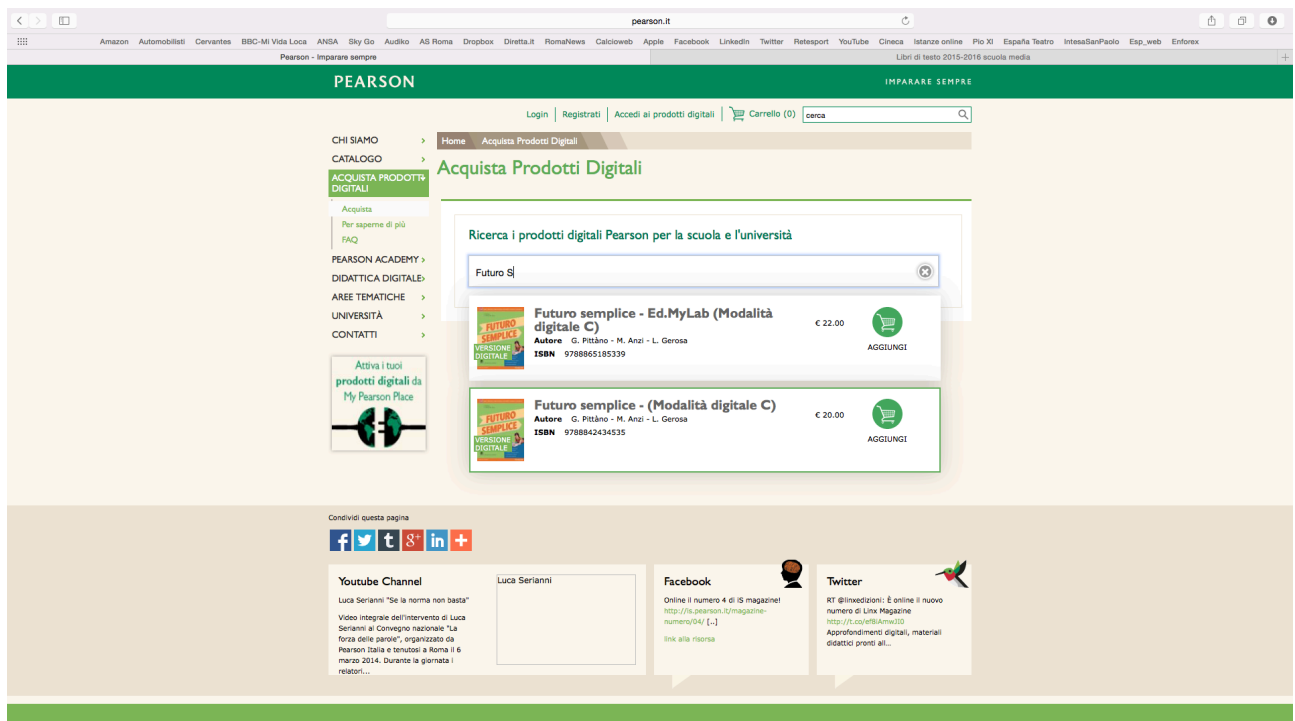 pearson.it
Amazon Automobilisti Cervantes BBC-Mi Vida Loca ANSA Sky Go Audiko AS Roma Dropbox Diretta.it RomaNews Calcioweb Apple Facebook LinkedIn Twitter Retesport YouTube Cineca Istanze online Pio XI España Teatro IntesaSanPaolo Esp_web Enforex
Pearson - Imparare sempre
Libri di testo 2015-2016 scuola media
PEARSON
IMPARARE SEMPRE
Login Registrati Accedi ai prodotti digitali Carrello (0) cerca
CHI SIAMO
CATALOGO
ACQUISTA PRODOTTI
DIGITALI
Acquista
Per saperne di più
FAQ
PEARSON ACADEMY
DIDATTICA DIGITALE
AREE TEMATICHE
UNIVERSITÀ
CONTATTI
Attiva i tuoi
prodotti digitali da
My Pearson Place
Home Acquista Prodotti Digitali
Acquista Prodotti Digitali
Ricerca i prodotti digitali Pearson per la scuola e l'università
Futuro S
FUTURO
SEMPLICE
VERSIONE
DIGITALE
Futuro semplice - Ed.MyLab (Modalità
digitale C)
Autore G. Pittàno - M. Anzi - L. Gerosa
ISBN 9788865185339
€ 22.00
AGGIUNGI
FUTURO
SEMPLICE
VERSIONE
DIGITALE
Futuro semplice - (Modalità digitale C)
Autore G. Pittàno - M. Anzi - L. Gerosa
ISBN 9788842434535
€ 20.00
AGGIUNGI
Condividi questa pagina
Youtube Channel
Luca Serianni "Se la norma non basta"
Video integrale dell'intervento di Luca
Serianni al Convegno nazionale "La
forza delle parole", organizzato da
Pearson Italia e tenutosi a Roma il 6
marzo 2014. Durante la giornata i
relatori...
Luca Serianni
Facebook
Online il numero 4 di iS magazine!
http://is.pearson.it/magazine-
numero/04/ [..]
link alla risorsa
Twitter
RT @linxedizioni: È online il nuovo
numero di Linx Magazine
Approfondimenti digitali, materiali
didattici pronti all...